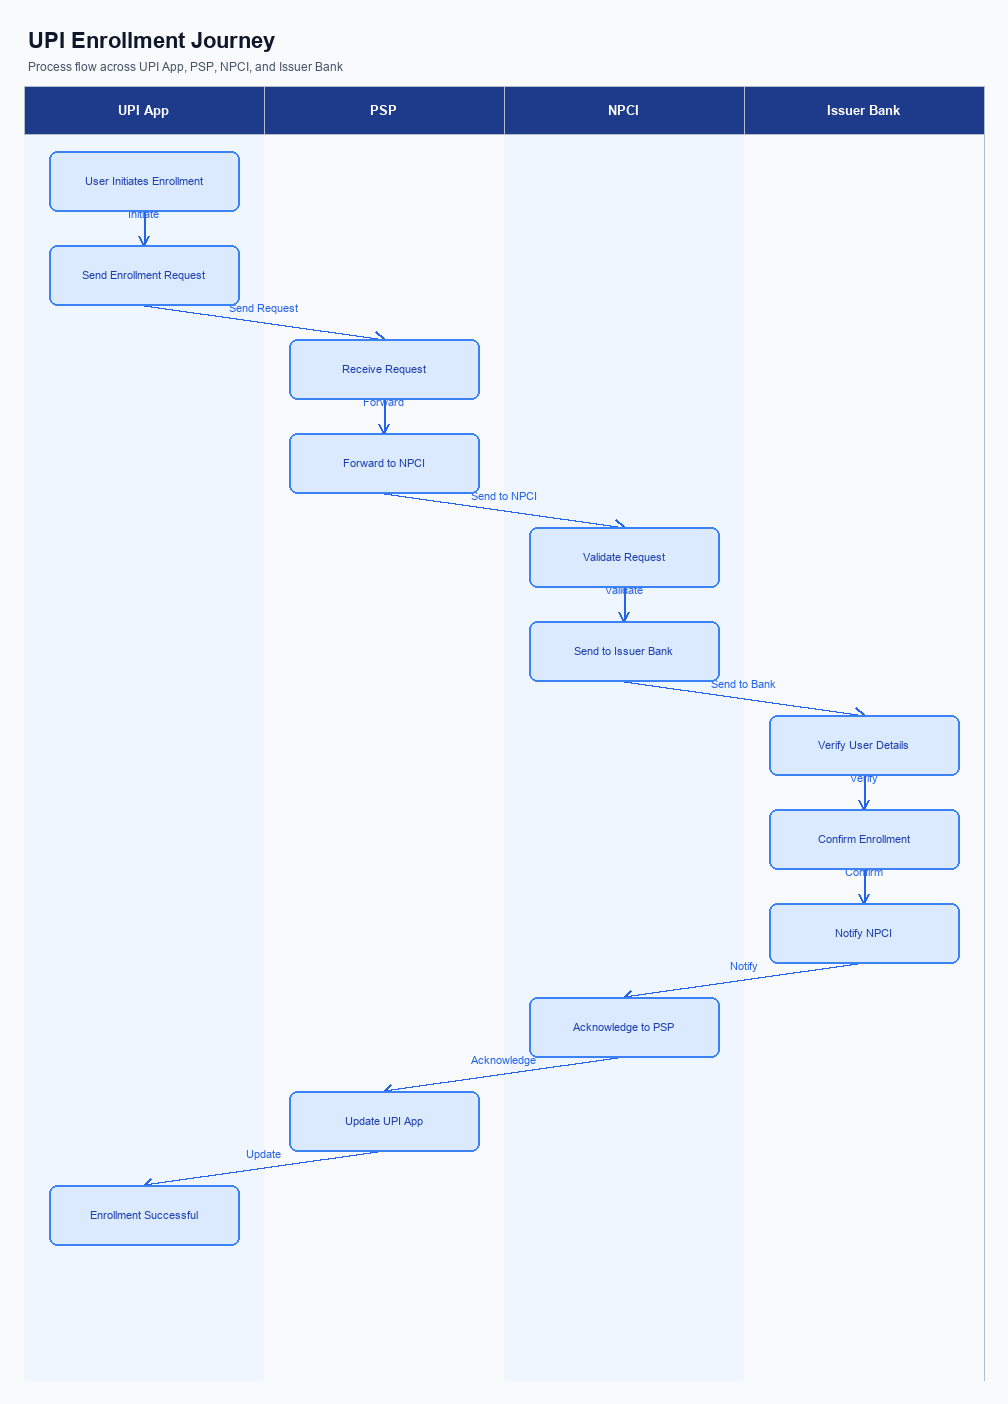 UPI Enrollment Journey
Process flow across UPI App, PSP, NPCI, and Issuer Bank
UPI App
PSP
NPCI
Issuer Bank
User Initiates Enrollment
Initiate
Send Enrollment Request
Send Request
Receive Request
Forward
Forward to NPCI
Send to NPCI
Validate Request
Validate
Send to Issuer Bank
Send to Bank
Verify User Details
Verify
Confirm Enrollment
Confirm
Notify NPCI
Notify
Acknowledge to PSP
Acknowledge
Update UPI App
Update
Enrollment Successful